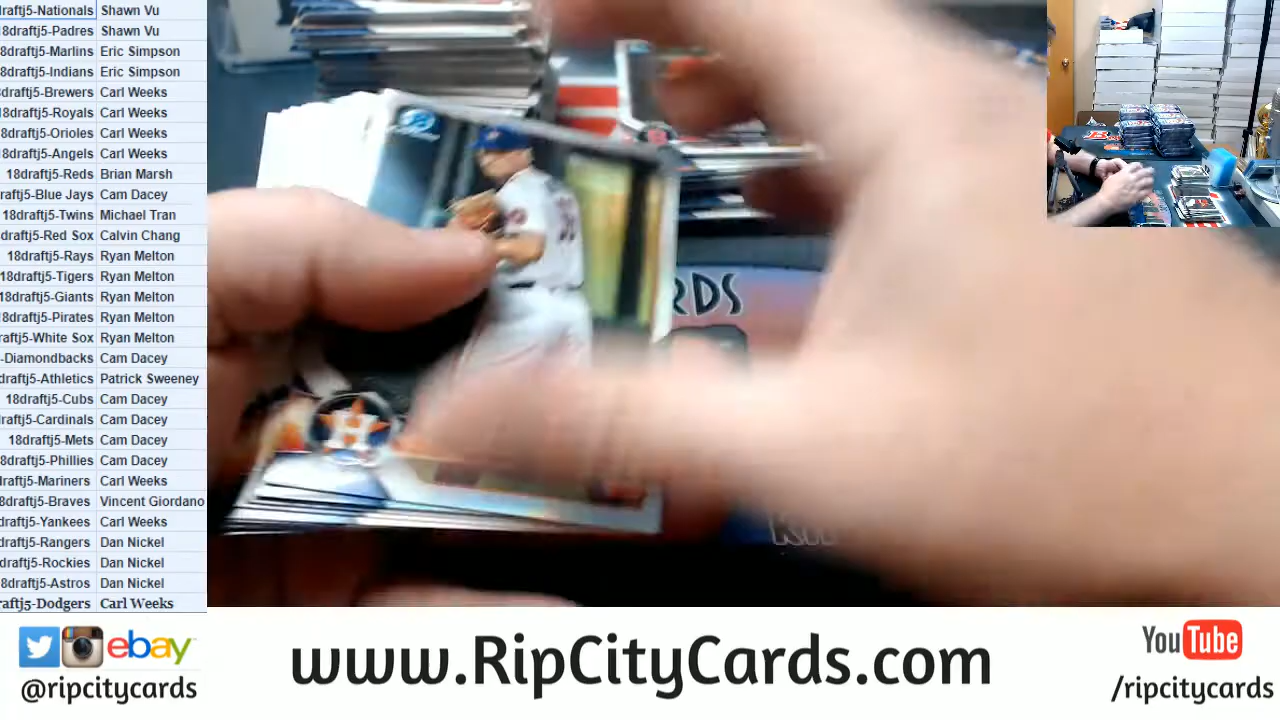 raftj5-Nationals Shawn Vu
18draftj5-Padres Shawn Vu
8draftj5-Marlins Eric Simpson
8draftj5-Indians Eric Simpson
8draftj5-Brewers Carl Weeks
8draftj5-Royals Carl Weeks
8draftj5-Orioles Carl Weeks
8draftj5-Angels Carl Weeks
18draftj5-Reds Brian Marsh
raftj5-Blue Jays Cam Dacey
18draftj5-Twins Michael Tran
draftj5-Red Sox Calvin Chang
18draftj5-Rays Ryan Melton
18draftj5-Tigers Ryan Melton
18draftj5-Giants Ryan Melton
8draftj5-Pirates Ryan Melton
raftj5-White Sox Ryan Melton
-Diamondbacks Cam Dacey
draftj5-Athletics Patrick Sweeney
18draftj5-Cubs Cam Dacey
draftj5-Cardinals Cam Dacey
18draftj5-Mets Cam Dacey
8draftj5-Phillies Cam Dacey
draftj5-Mariners Carl Weeks
8draftj5-Braves Vincent Giordano
draftj5-Yankees Carl Weeks
draftj5-Rangers Dan Nickel
draftj5-Rockies Dan Nickel
8draftj5-Astros Dan Nickel
raftj5-Dodgers Carl Weeks
RDS
H
ebay
@ripcitycards
www.RipCityCards.com
YouTube
/ripcitycards